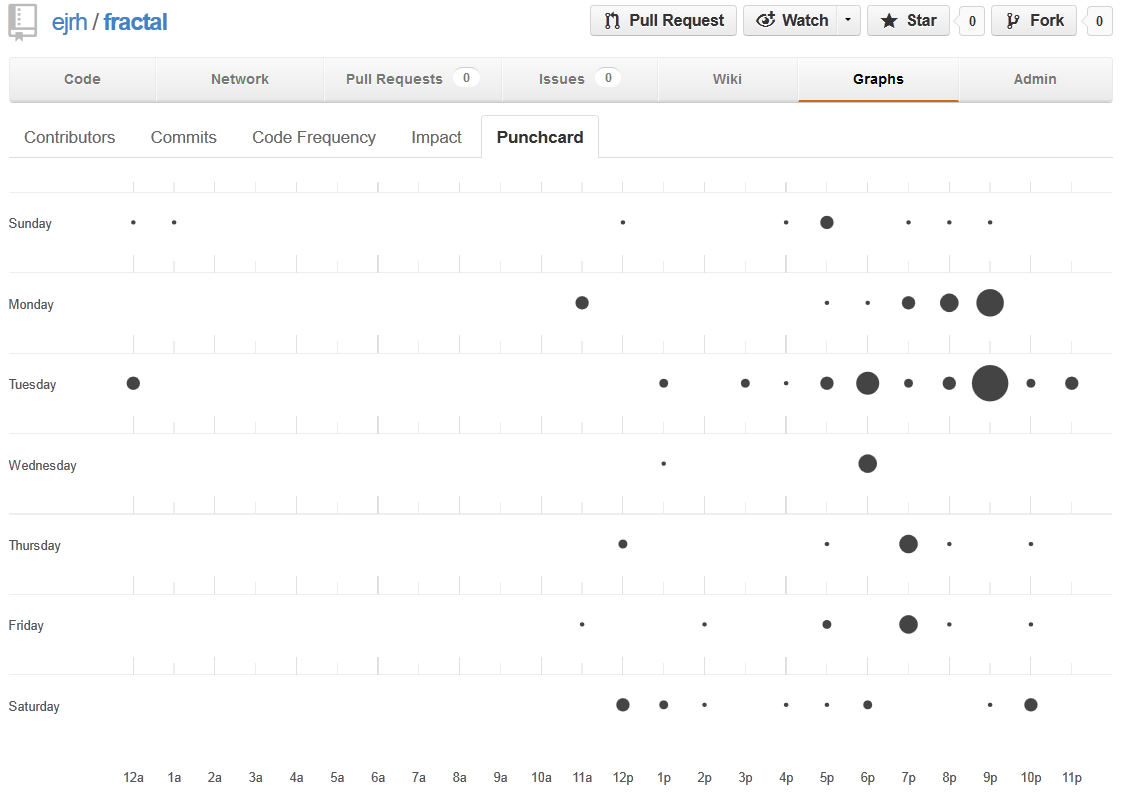 ejrh / fractal Pull Request Watch Star 0 Fork 0
Code Network Pull Requests 0 Issues 0 Wiki Graphs Admin
Contributors Commits Code Frequency Impact Punchcard
Sunday
Monday
Tuesday
Wednesday
Thursday
Friday
Saturday
12a 1a 2a 3a 4a 5a 6a 7a 8a 9a 10a 11a 12p 1p 2p 3p 4p 5p 6p 7p 8p 9p 10p 11p